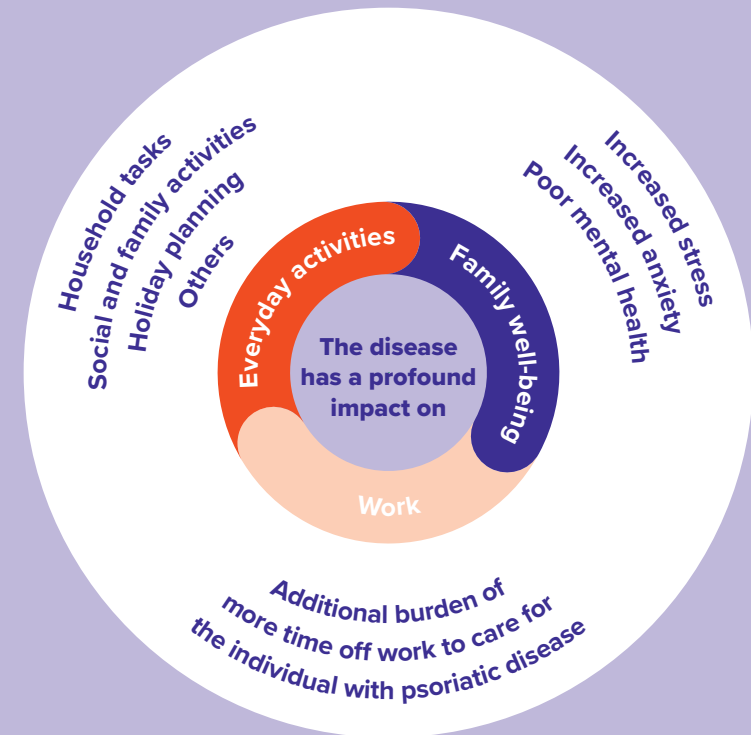 The disease
has a profound
impact on
Everyday activities
Household tasks
Social and family activities
Holiday planning
Others
Family well-being
Increased stress
Increased anxiety
Poor mental health
Work
Additional burden of
more time off work to care for
the individual with psoriatic disease